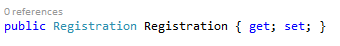 0 references
public Registration Registration { get; set; }